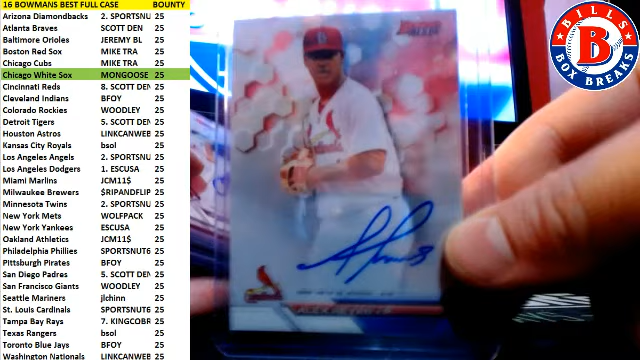 16 BOWMANS BEST FULL CASE BOUNTY
Arizona Diamondbacks 2. SPORTSNU 25
Atlanta Braves SCOTT DEN 25
Baltimore Orioles JEREMY BL 25
Boston Red Sox MIKE TRA 25
Chicago Cubs MIKE TRA 25
Chicago White Sox MONGOOSE 25
Cincinnati Reds 8. SCOTT DEN 25
Cleveland Indians BFOY 25
Colorado Rockies WOODLEY 25
Detroit Tigers 5. SCOTT DEN 25
Houston Astros LINKCANWEB 25
Kansas City Royals bsol 25
Los Angeles Angels 2. SPORTSNU 25
Los Angeles Dodgers 1. ESCUSA 25
Miami Marlins JCM11$ 25
Milwaukee Brewers $RIPANDFLIP 25
Minnesota Twins 2. SPORTSNU 25
New York Mets WOLFPACK 25
New York Yankees ESCUSA 25
Oakland Athletics JCM11$ 25
Philadelphia Phillies SPORTSNUT6 25
Pittsburgh Pirates BFOY 25
San Diego Padres 5. SCOTT DEN 25
San Francisco Giants WOODLEY 25
Seattle Mariners jlchinn 25
St. Louis Cardinals SPORTSNUT6 25
Tampa Bay Rays 7. KINGCOBR 25
Texas Rangers bsol 25
Toronto Blue Jays BFOY 25
Washington Nationals LINKCANWEB 25
BILLS
B
BOX BREAKS
BEST